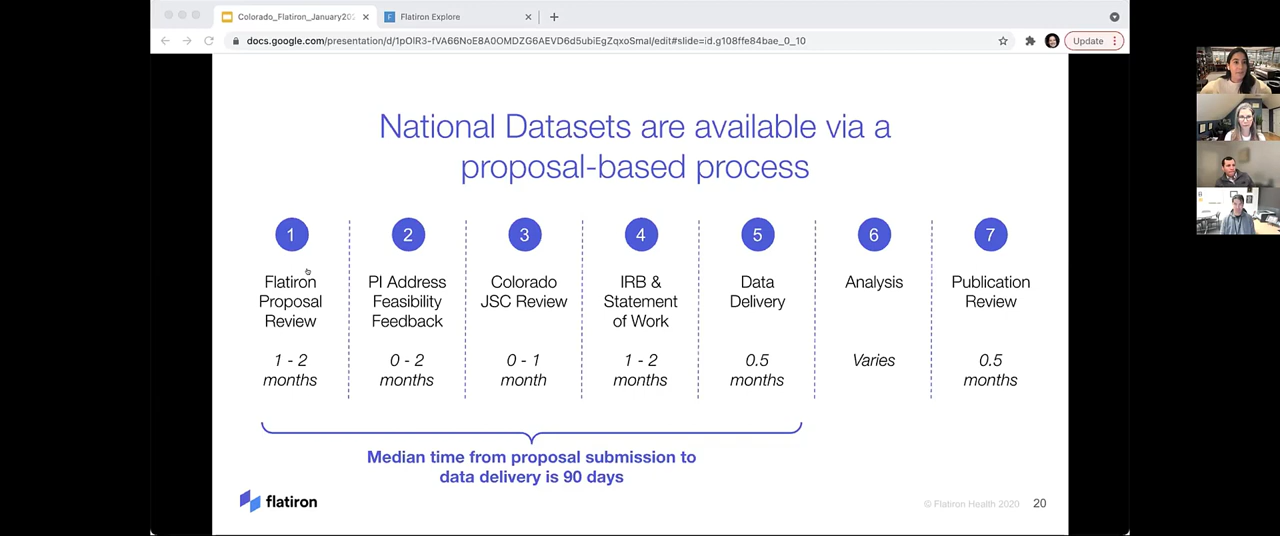 Colorado_Flatiron_January202
Flatiron Explore
docs.google.com/presentation/d/1pOlR3-fVA66NoE8A0OMDZG6AEVD6d5ubiEgZqxoSmaI/edit#slide=id.g108ffe84bae_0_10
Update
National Datasets are available via a
proposal-based process
1
2
3
4
5
6
7
Flatiron
Proposal
Review
PI Address
Feasibility
Feedback
Colorado
JSC Review
IRB &
Statement
of Work
Data
Delivery
Analysis
Publication
Review
1 - 2
months
0 - 2
months
0 - 1
month
1 - 2
months
0.5
months
Varies
0.5
months
Median time from proposal submission to
data delivery is 90 days
flatiron
© Flatiron Health 2020
20